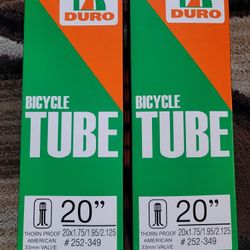 DURO
BICYCLE
TUBE
20"
THORN PROOF 20x1.75/1.95/2.125
AMERICAN # 252-349
33mm VALVE
DURO
BICYCLE
TUBE
20"
THORN PROOF 20x1.75/1.95/2.125
AMERICAN # 252-349
33mm VALVE